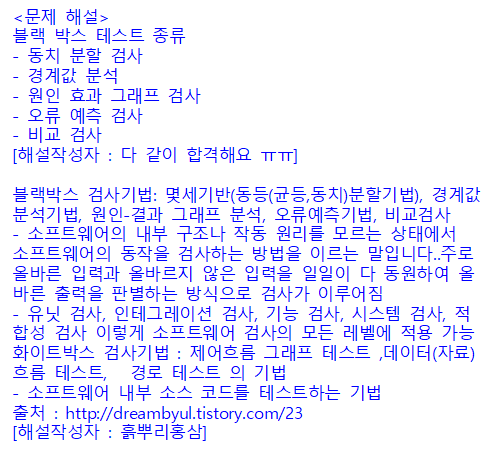 <문제 해설>
블랙 박스 테스트 종류
- 동치 분할 검사
- 경계값 분석
- 원인 효과 그래프 검사
- 오류 예측 검사
- 비교 검사
[해설작성자 : 다 같이 합격해요 ㅠㅠ]

블랙박스 검사기법: 몇세기반(동등(균등,동치)분할기법), 경계값
분석기법, 원인-결과 그래프 분석, 오류예측기법, 비교검사
- 소프트웨어의 내부 구조나 작동 원리를 모르는 상태에서
소프트웨어의 동작을 검사하는 방법을 이르는 말입니다..주로
올바른 입력과 올바르지 않은 입력을 일일이 다 동원하여 올
바른 출력을 판별하는 방식으로 검사가 이루어짐
- 유닛 검사, 인테그레이션 검사, 기능 검사, 시스템 검사, 적
합성 검사 이렇게 소프트웨어 검사의 모든 레벨에 적용 가능
화이트박스 검사기법 : 제어흐름 그래프 테스트 ,데이터(자료)
흐름 테스트,   경로 테스트 의 기법
- 소프트웨어 내부 소스 코드를 테스트하는 기법
출처 : http://dreambyul.tistory.com/23
[해설작성자 : 흙뿌리홍삼]